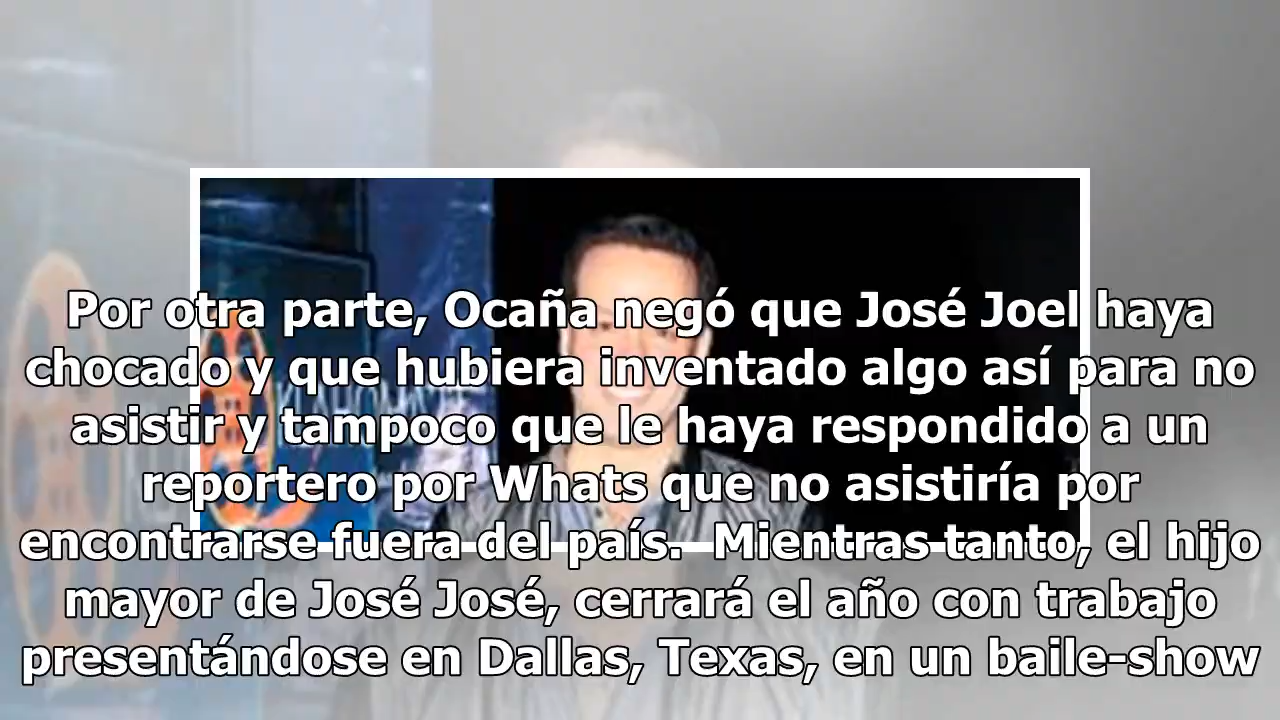 Por otra parte, Ocaña negó que José Joel haya
chocado y que hubiera inventado algo así para no
asistir y tampoco que le haya respondido a un
reportero por Whats que no asistiría por
encontrarse fuera del país. Mientras tanto, el hijo
mayor de José José, cerrará el año con trabajo
presentándose en Dallas, Texas, en un baile-show